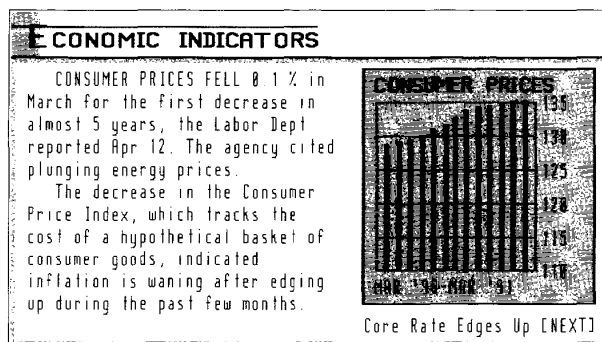 ECONOMIC INDICATORS
CONSUMER PRICES FELL 0.1 % in
March for the first decrease in
almost 5 years, the Labor Dept
reported Apr 12. The agency cited
plunging energy prices.
The decrease in the Consumer
Price Index, which tracks the
cost of a hypothetical basket of
consumer goods, indicated
inflation is waning after edging
up during the past few months.
CONSUMER PRICES
135
130
125
120
115
110
MAR '90-MAR '91
Core Rate Edges Up [NEXT]